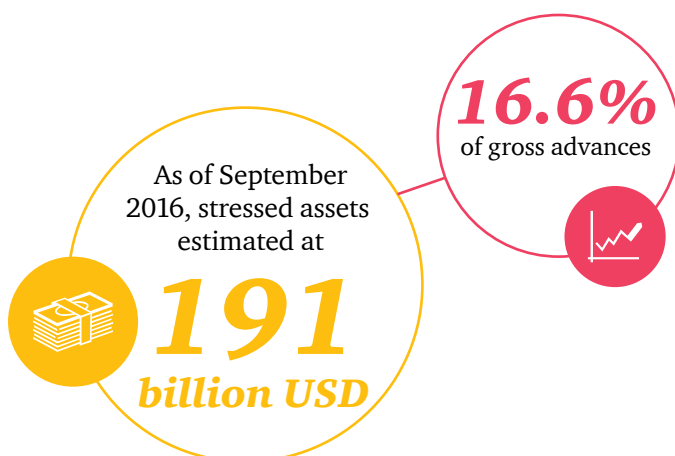 As of September
2016, stressed assets
estimated at
191
billion USD
16.6%
of gross advances